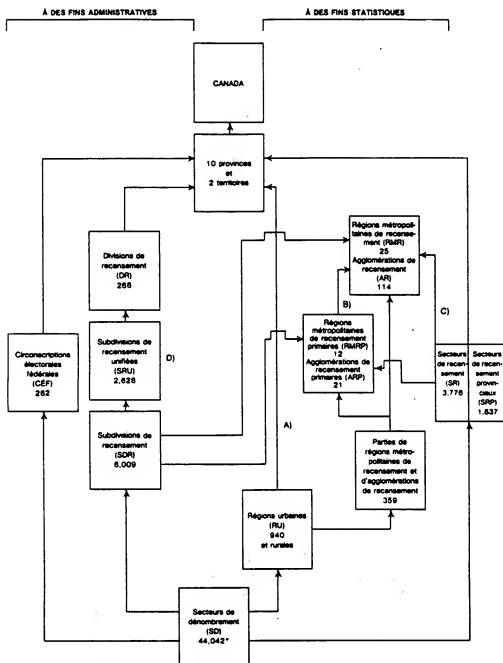 À DES FINS ADMINISTRATIVES
À DES FINS STATISTIQUES
CANADA
10 provinces
et
2 territoires
Régions métropoli-
taines de recense-
ment (RMR)
25
Agglomérations de
recensement (AR)
114
Divisions de
recensement (DR)
266
B)
C)
Régions
métropolitaines
de recensement
primaires (RMRP)
12
Agglomérations de
recensement
primaires (ARP)
21
Circonscriptions
électorales
fédérales
(CÉF)
282
Subdivisions de
recensement
unifiées
(SRU)
2,628
D)
Secteurs
de recen-
sement
(SR)
3,776
Secteurs
de recen-
sement
provin-
ciaux
(SRP)
1,637
Subdivisions de
recensement
(SDR)
6,009
A)
Parties de
régions métro-
politaines de
recensement et
d'agglomérations
de recensement
359
Régions urbaines
(RU)
940
et rurales
Secteurs de
dénombrement
(SD)
44,042*